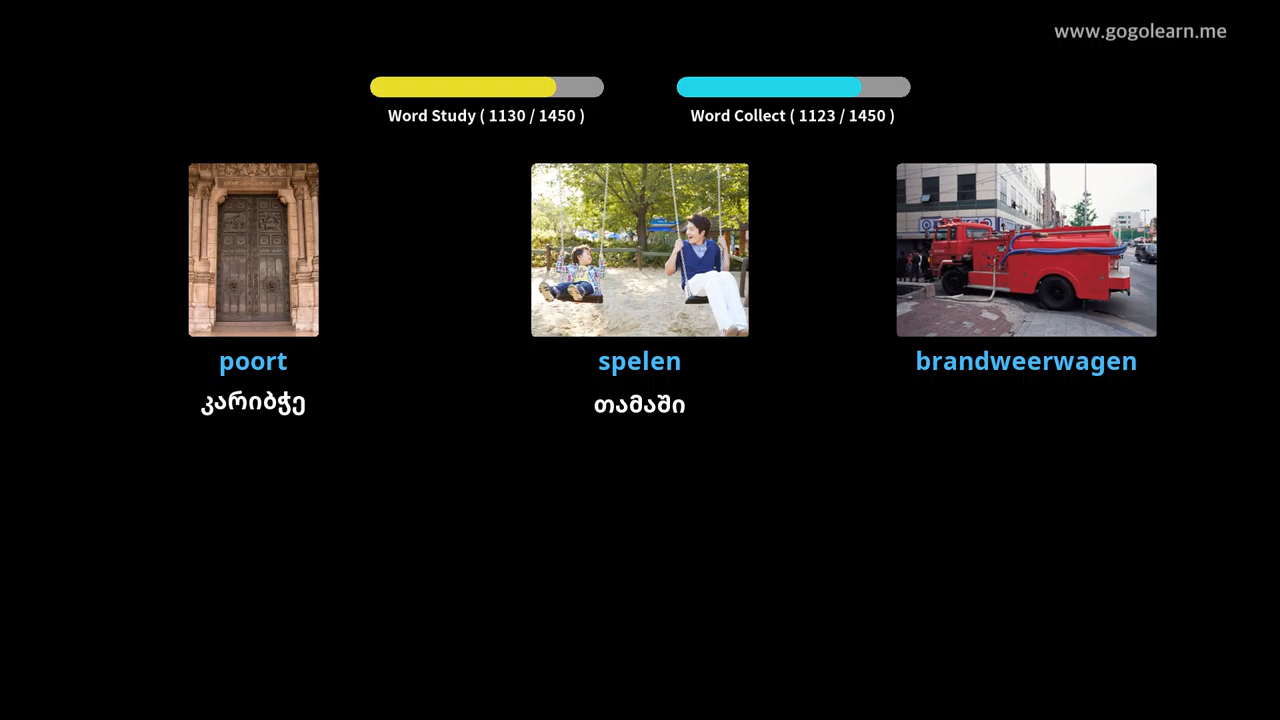 www.gogolearn.me
Word Study ( 1130 / 1450 )
Word Collect ( 1123 / 1450 )
poort
spelen
brandweerwagen
კარიბჭე
თამაში